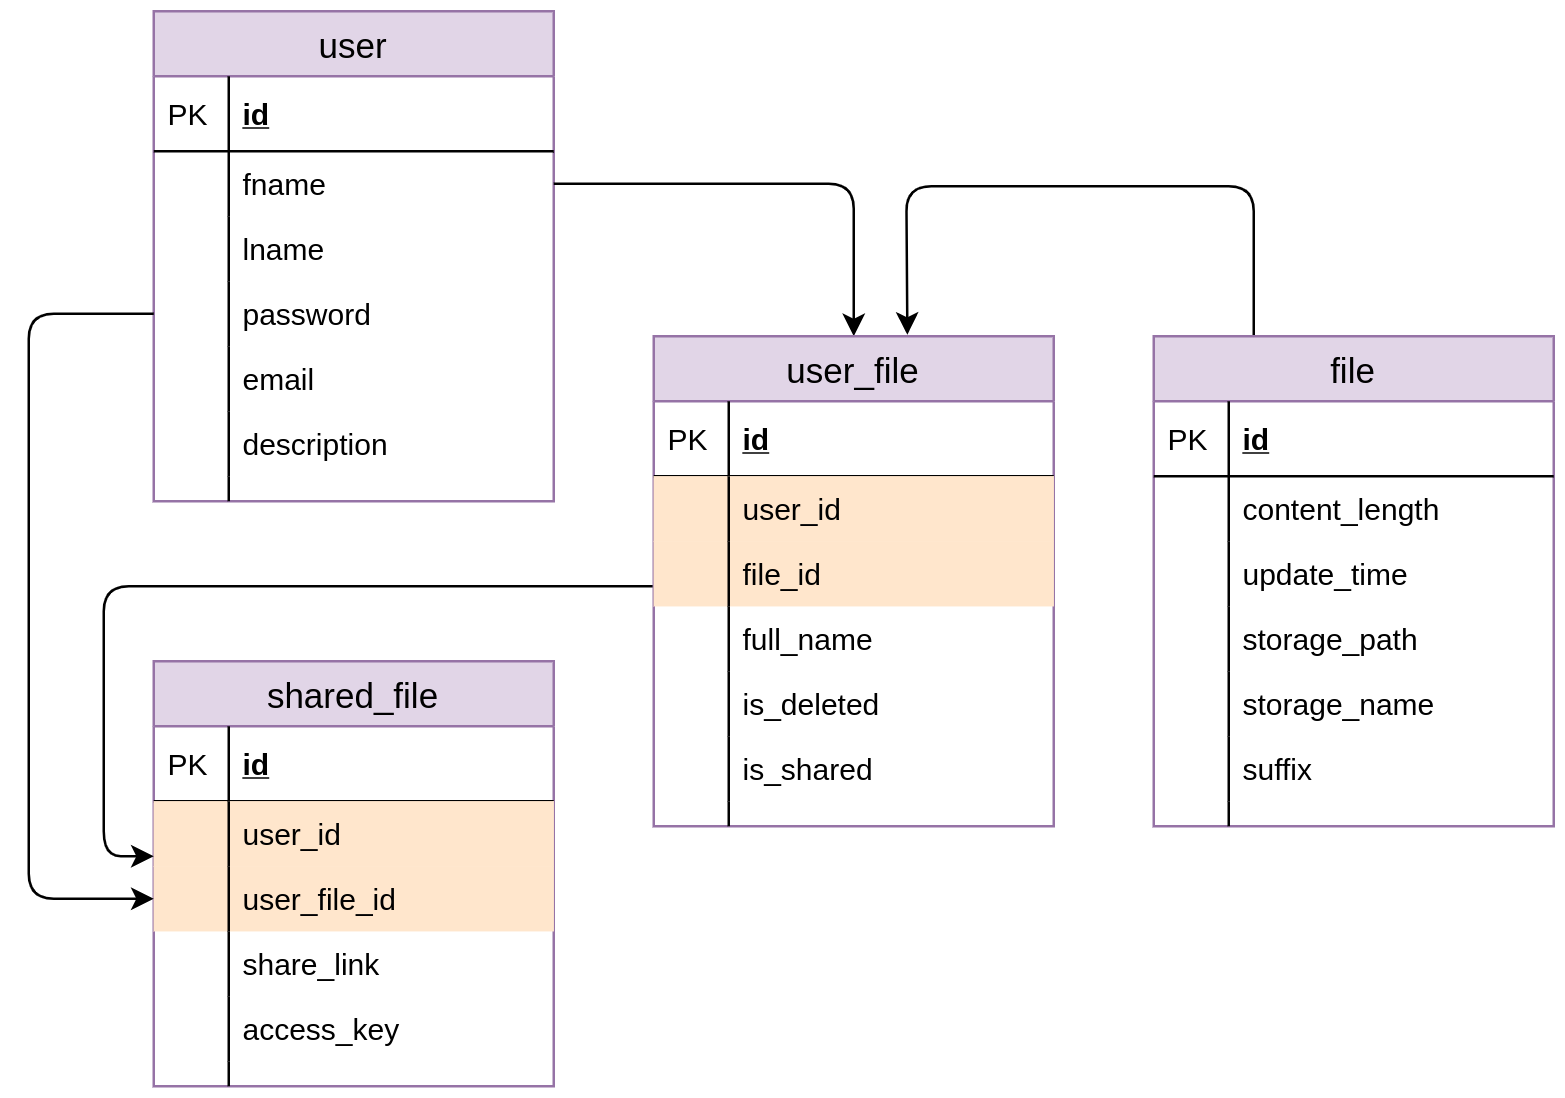 user
PK id
fname
lname
password
email
description
user_file
PK id
user_id
file_id
full_name
is_deleted
is_shared
file
PK id
content_length
update_time
storage_path
storage_name
suffix
shared_file
PK id
user_id
user_file_id
share_link
access_key